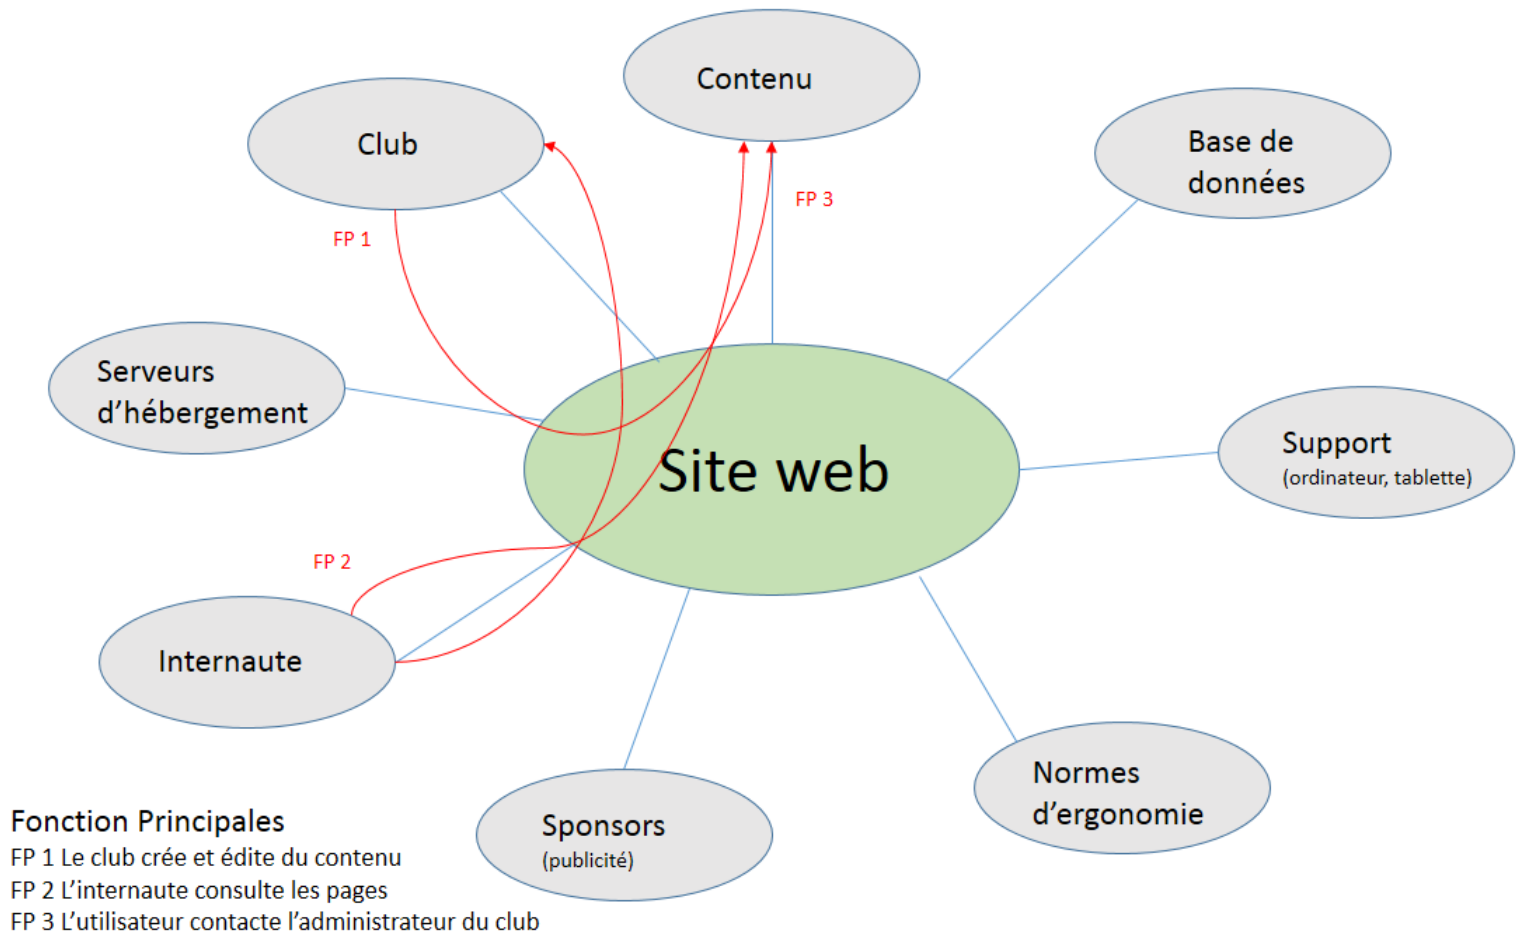 Contenu
Club
Base de
données
FP 3
FP 1
Serveurs
d’hébergement
Site web
Support
(ordinateur, tablette)
FP 2
Internaute
Normes
d’ergonomie
Sponsors
(publicité)
Fonction Principales
FP 1 Le club crée et édite du contenu
FP 2 L’internaute consulte les pages
FP 3 L’utilisateur contacte l’administrateur du club